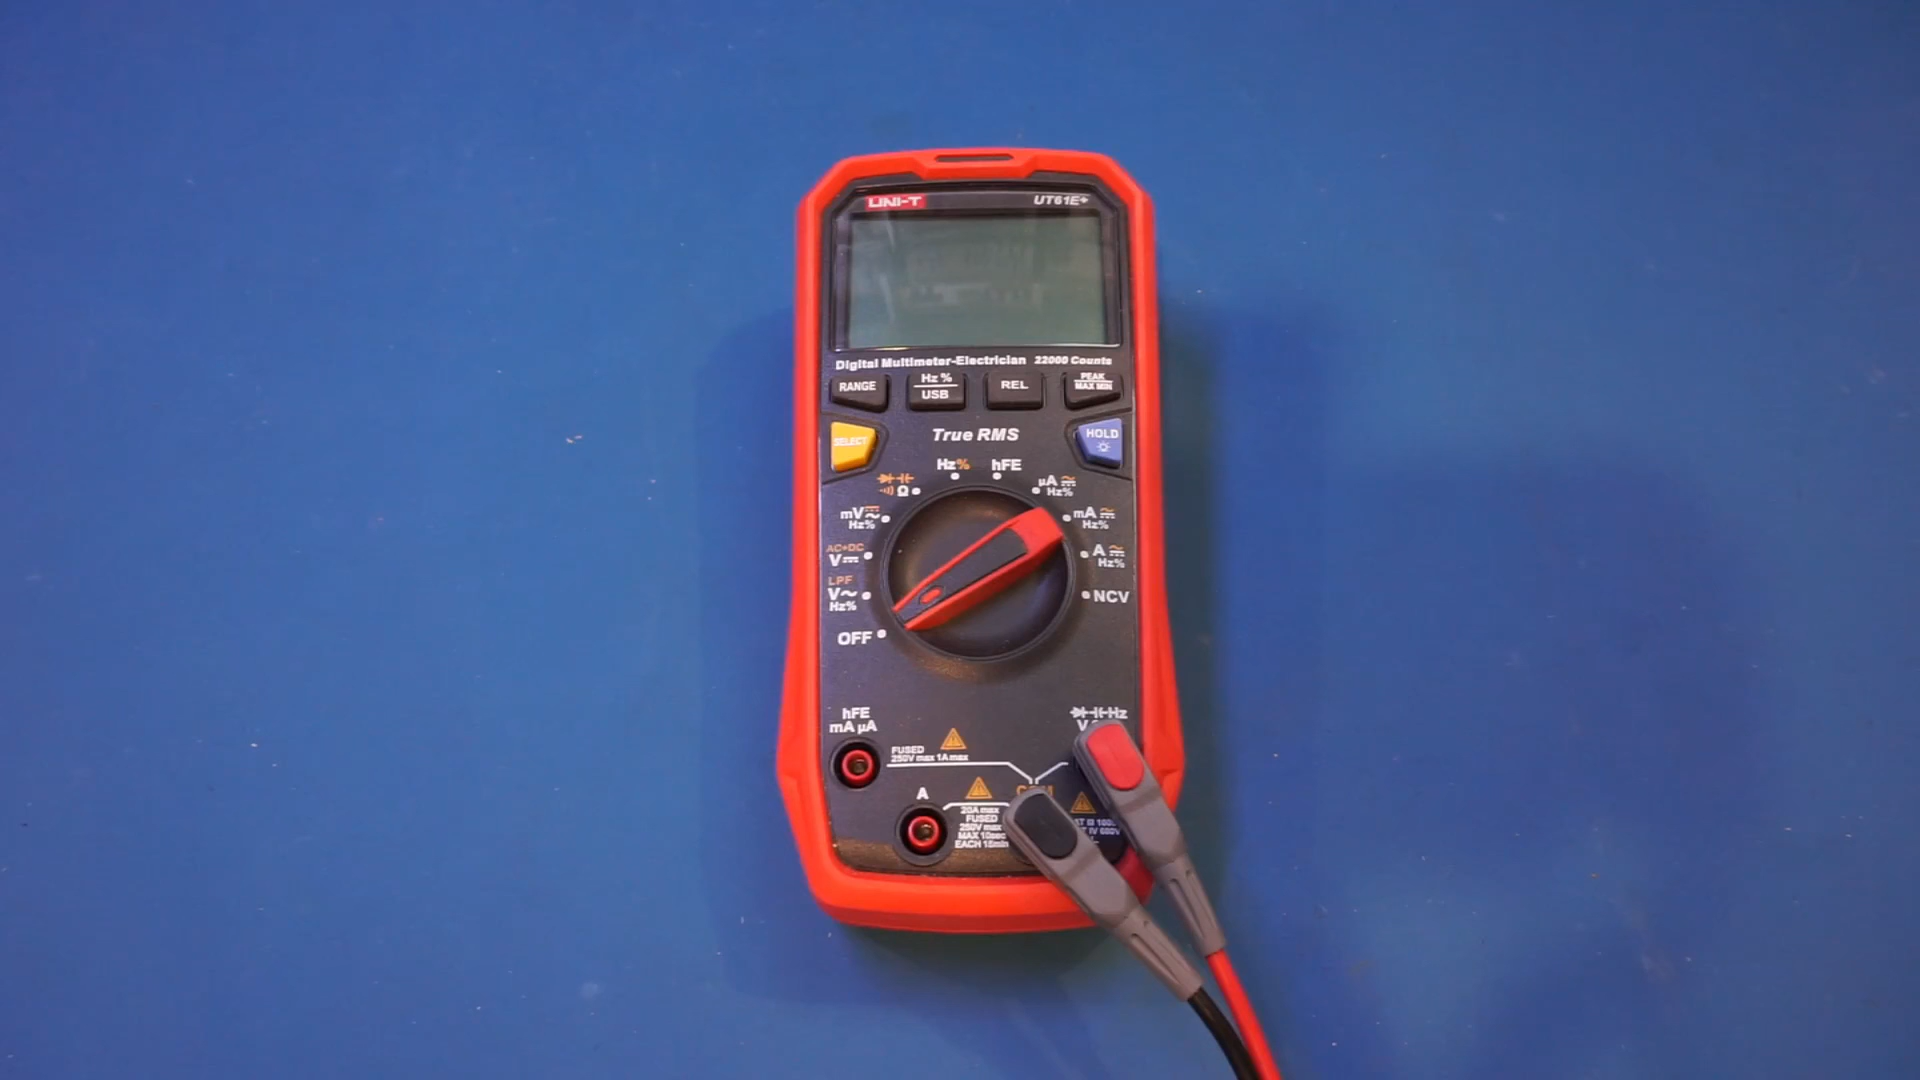 UNI-T UT61E+
Digital Multimeter-Electrician 22000 Counts
RANGE
Hz %
USB
REL
PEAK
MAX MIN
SELECT
True RMS
HOLD
Hz% hFE
Ω
µA
Hz%
mV
Hz%
mA
Hz%
AC+DC
V
A
Hz%
LPF
V~
Hz%
NCV
OFF
hFE
mA µA
Hz
V
FUSED
250V max 1A max
A
20A max
FUSED
250V max
MAX 10sec
EACH 15min